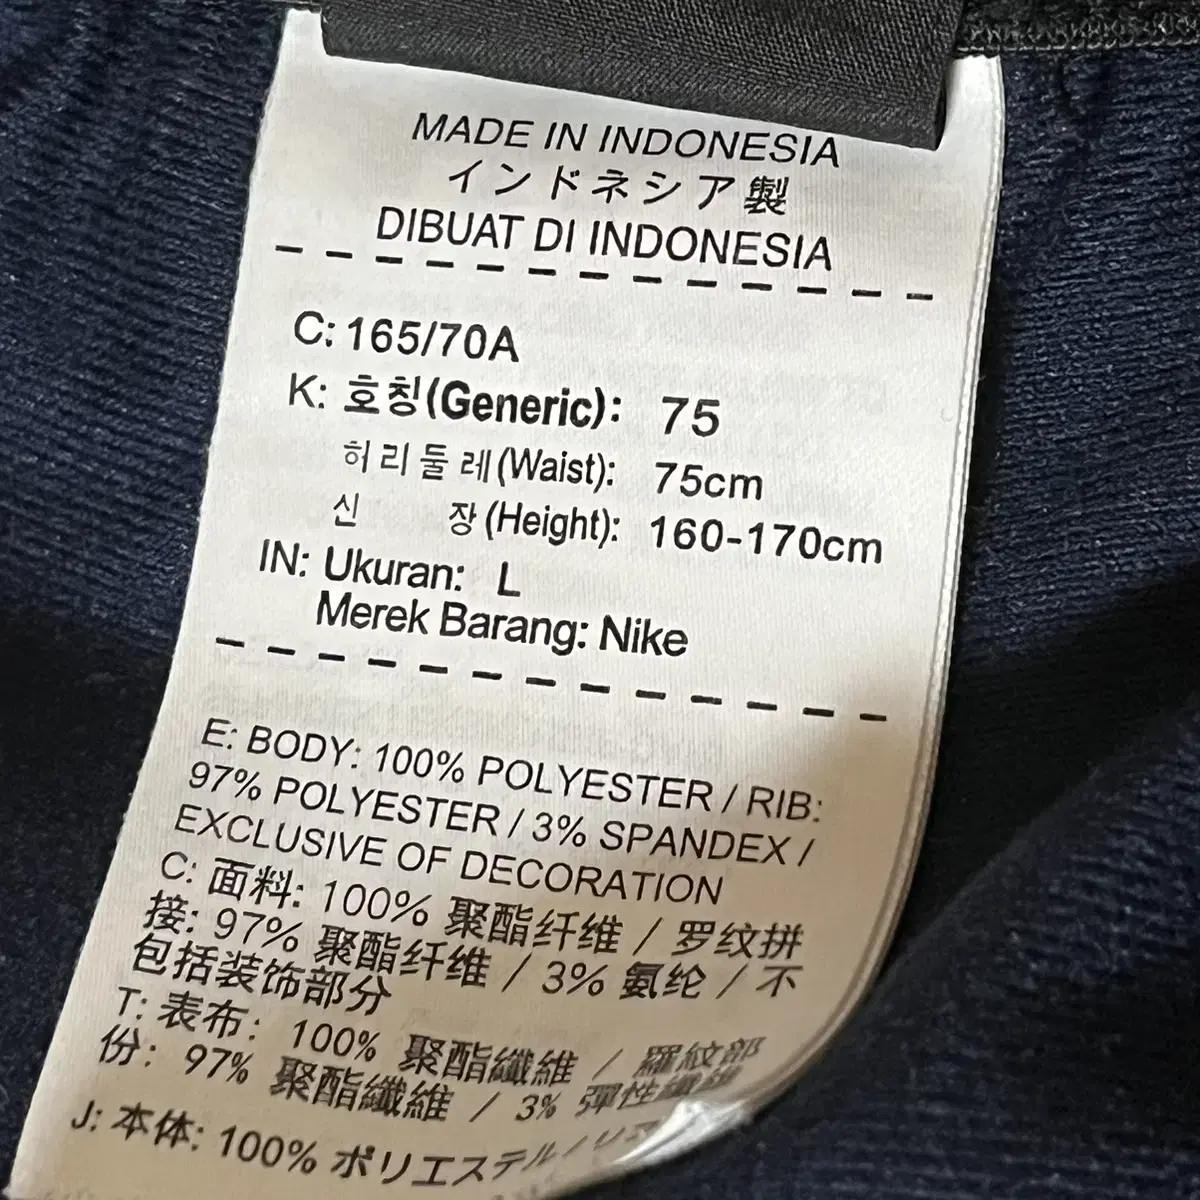 MADE IN INDONESIA
インドネシア製
DIBUAT DI INDONESIA
C: 165/70A
K: 호칭(Generic): 75
허리둘레(Waist): 75cm
신 장(Height): 160-170cm
IN: Ukuran: L
Merek Barang: Nike
E: BODY: 100% POLYESTER / RIB:
97% POLYESTER / 3% SPANDEX /
EXCLUSIVE OF DECORATION
C: 面料: 100% 聚酯纤维 / 罗纹拼
接: 97% 聚酯纤维 / 3% 氨纶 / 不
包括装饰部分
T: 表布: 100% 聚酯纖維 / 羅紋部
份: 97% 聚酯纖維 / 3% 彈性纖維
J: 本体: 100% ポリエステル /